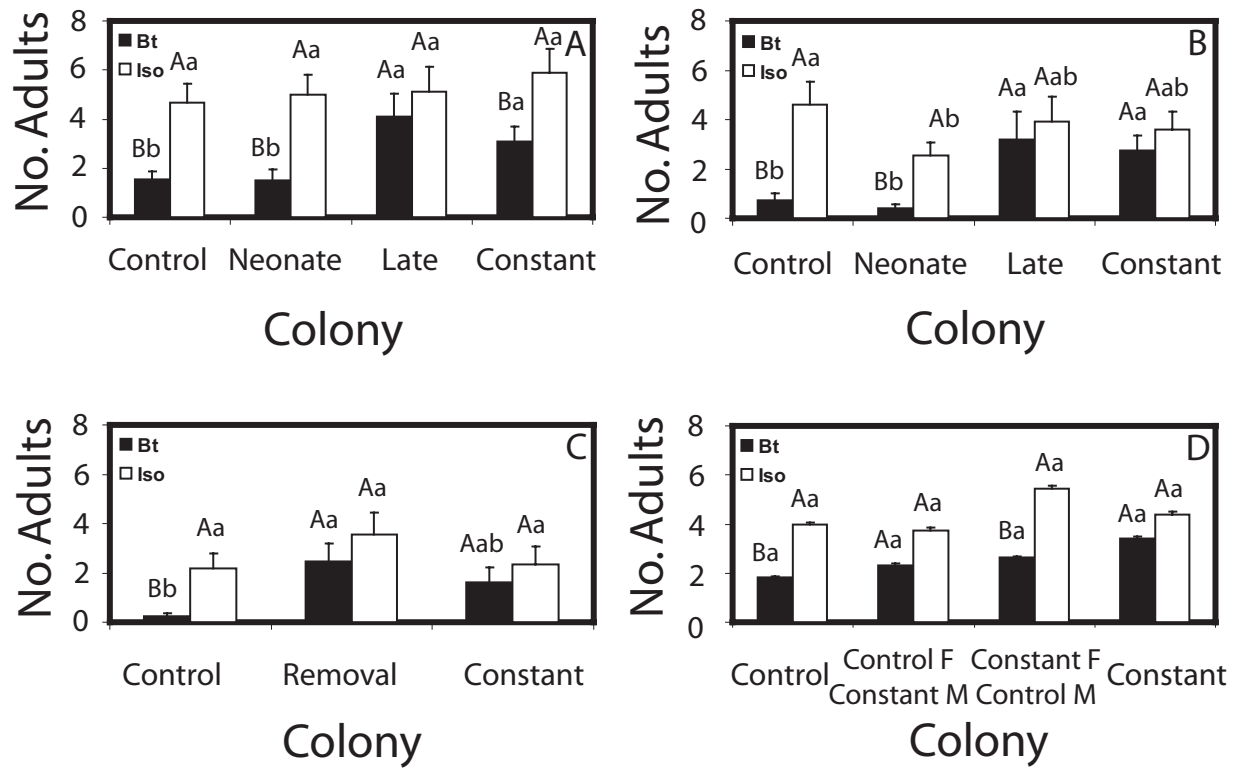 A
No. Adults
8
6
4
2
0
Bt
Iso
Bb Aa Bb Aa Aa Aa Ba Aa
Control Neonate Late Constant
Colony
B
No. Adults
8
6
4
2
0
Bt
Iso
Bb Aa Bb Ab Aa Aab Aa Aab
Control Neonate Late Constant
Colony
C
No. Adults
8
6
4
2
0
Bt
Iso
Bb Aa Aa Aa Aab Aa
Control Removal Constant
Colony
D
No. Adults
8
6
4
2
0
Bt
Iso
Ba Aa Aa Aa Ba Aa Aa Aa
Control Control F Constant F Constant
Constant M Control M
Colony